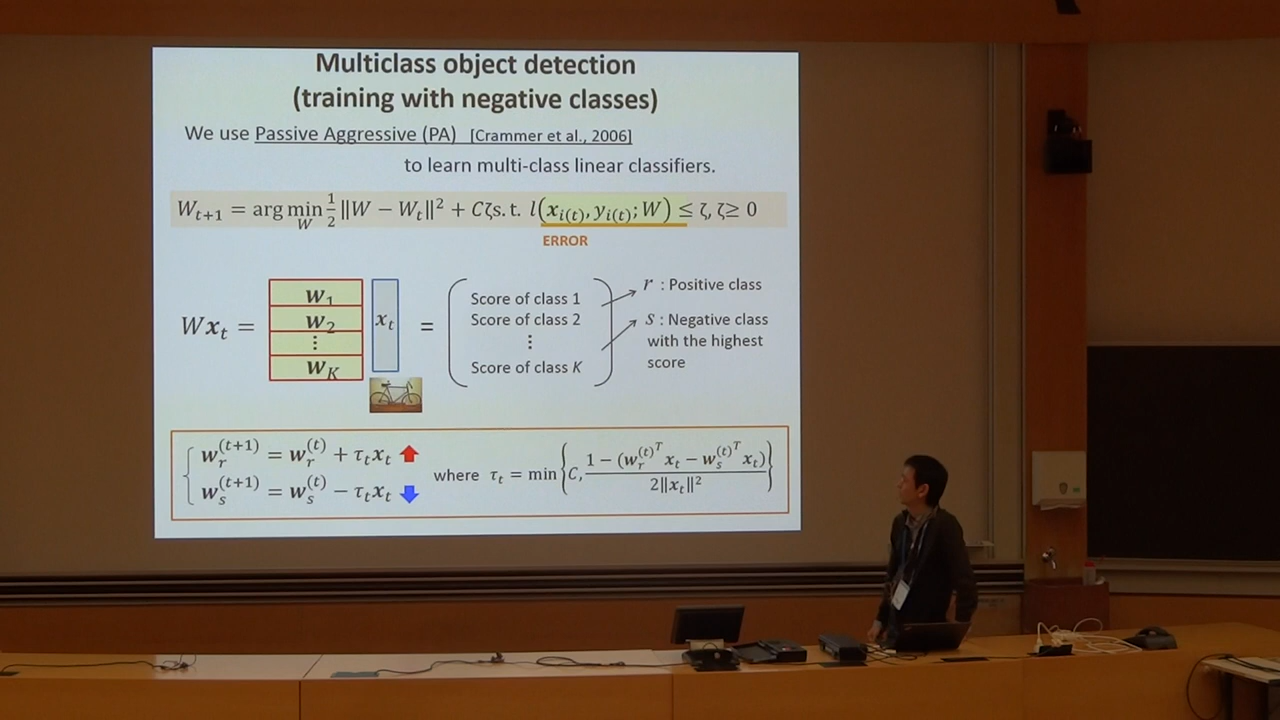 Multiclass object detection
(training with negative classes)
We use Passive Aggressive (PA) [Crammer et al., 2006]
to learn multi-class linear classifiers.
W_{t+1} = arg min_W 1/2 ‖W − W_t‖² + Cζ s.t. l(x_{i(t)}, y_{i(t)}; W) ≤ ζ, ζ ≥ 0
ERROR
W x_t =
w_1
w_2
⋮
w_K
x_t
=
Score of class 1
Score of class 2
⋮
Score of class K
r : Positive class
s : Negative class
with the highest
score
w_r^{(t+1)} = w_r^{(t)} + τ_t x_t
w_s^{(t+1)} = w_s^{(t)} − τ_t x_t
where τ_t = min {C, 1 − (w_r^{(t)T} x_t − w_s^{(t)T} x_t) / 2‖x_t‖²}